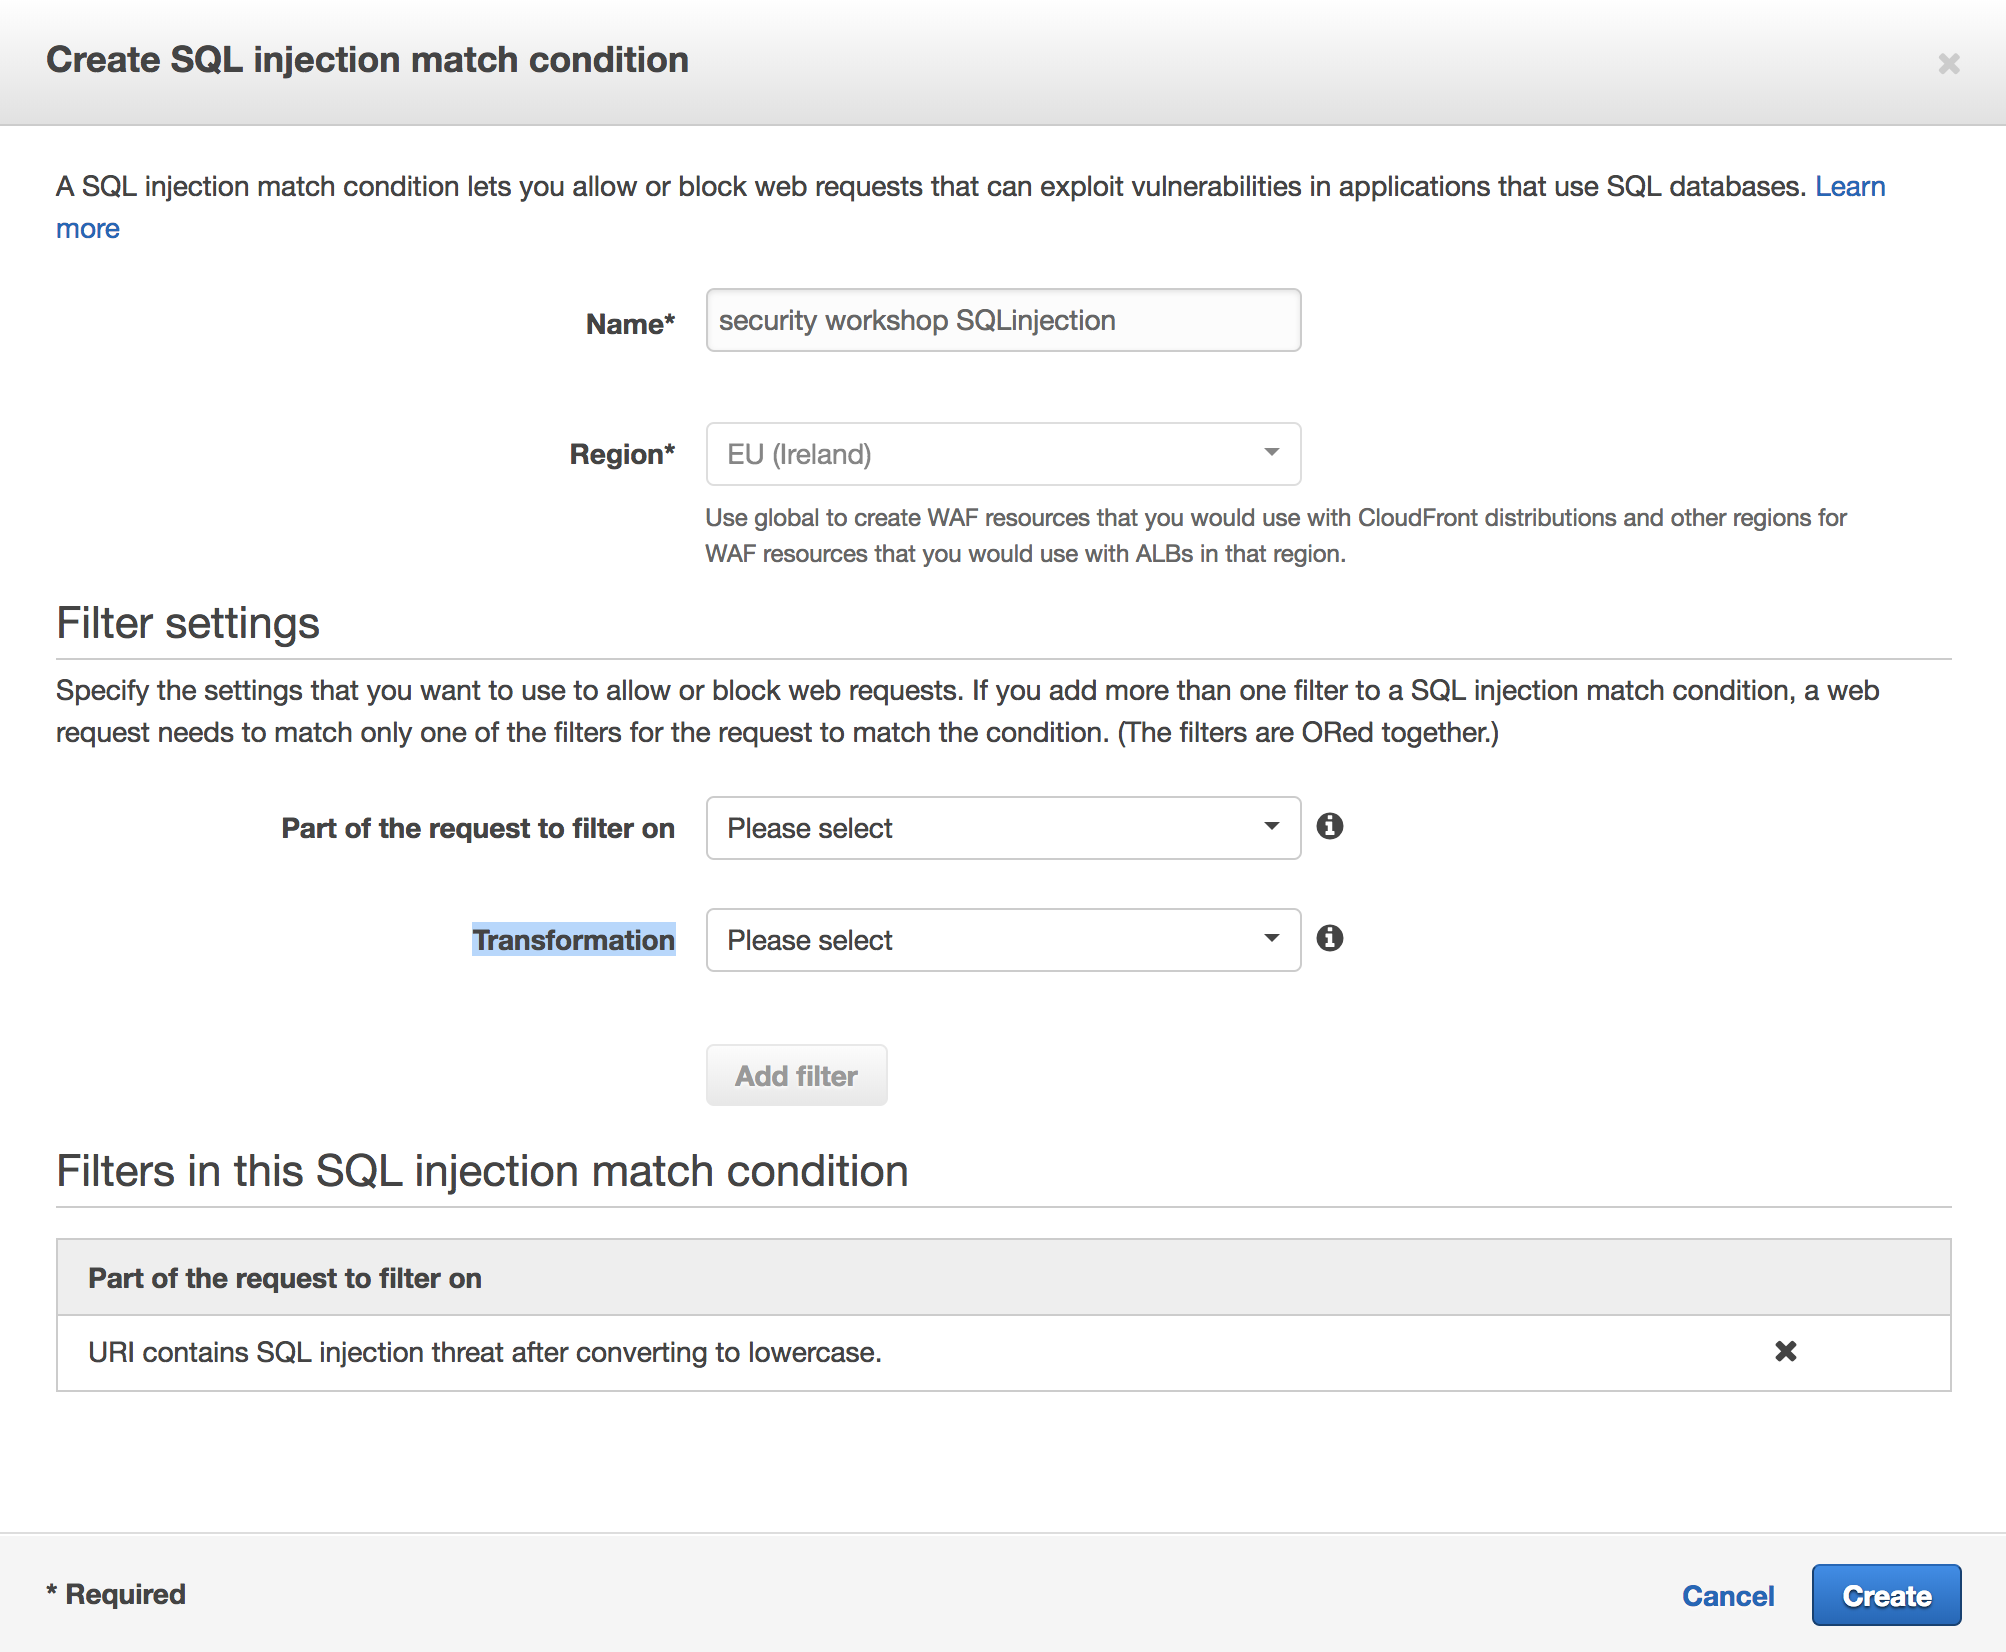 Create SQL injection match condition
A SQL injection match condition lets you allow or block web requests that can exploit vulnerabilities in applications that use SQL databases. Learn
more
Name*
security workshop SQLinjection
Region*
EU (Ireland)
Use global to create WAF resources that you would use with CloudFront distributions and other regions for
WAF resources that you would use with ALBs in that region.
Filter settings
Specify the settings that you want to use to allow or block web requests. If you add more than one filter to a SQL injection match condition, a web
request needs to match only one of the filters for the request to match the condition. (The filters are ORed together.)
Part of the request to filter on
Please select
Transformation
Please select
Add filter
Filters in this SQL injection match condition
Part of the request to filter on
URI contains SQL injection threat after converting to lowercase.
* Required
Cancel
Create